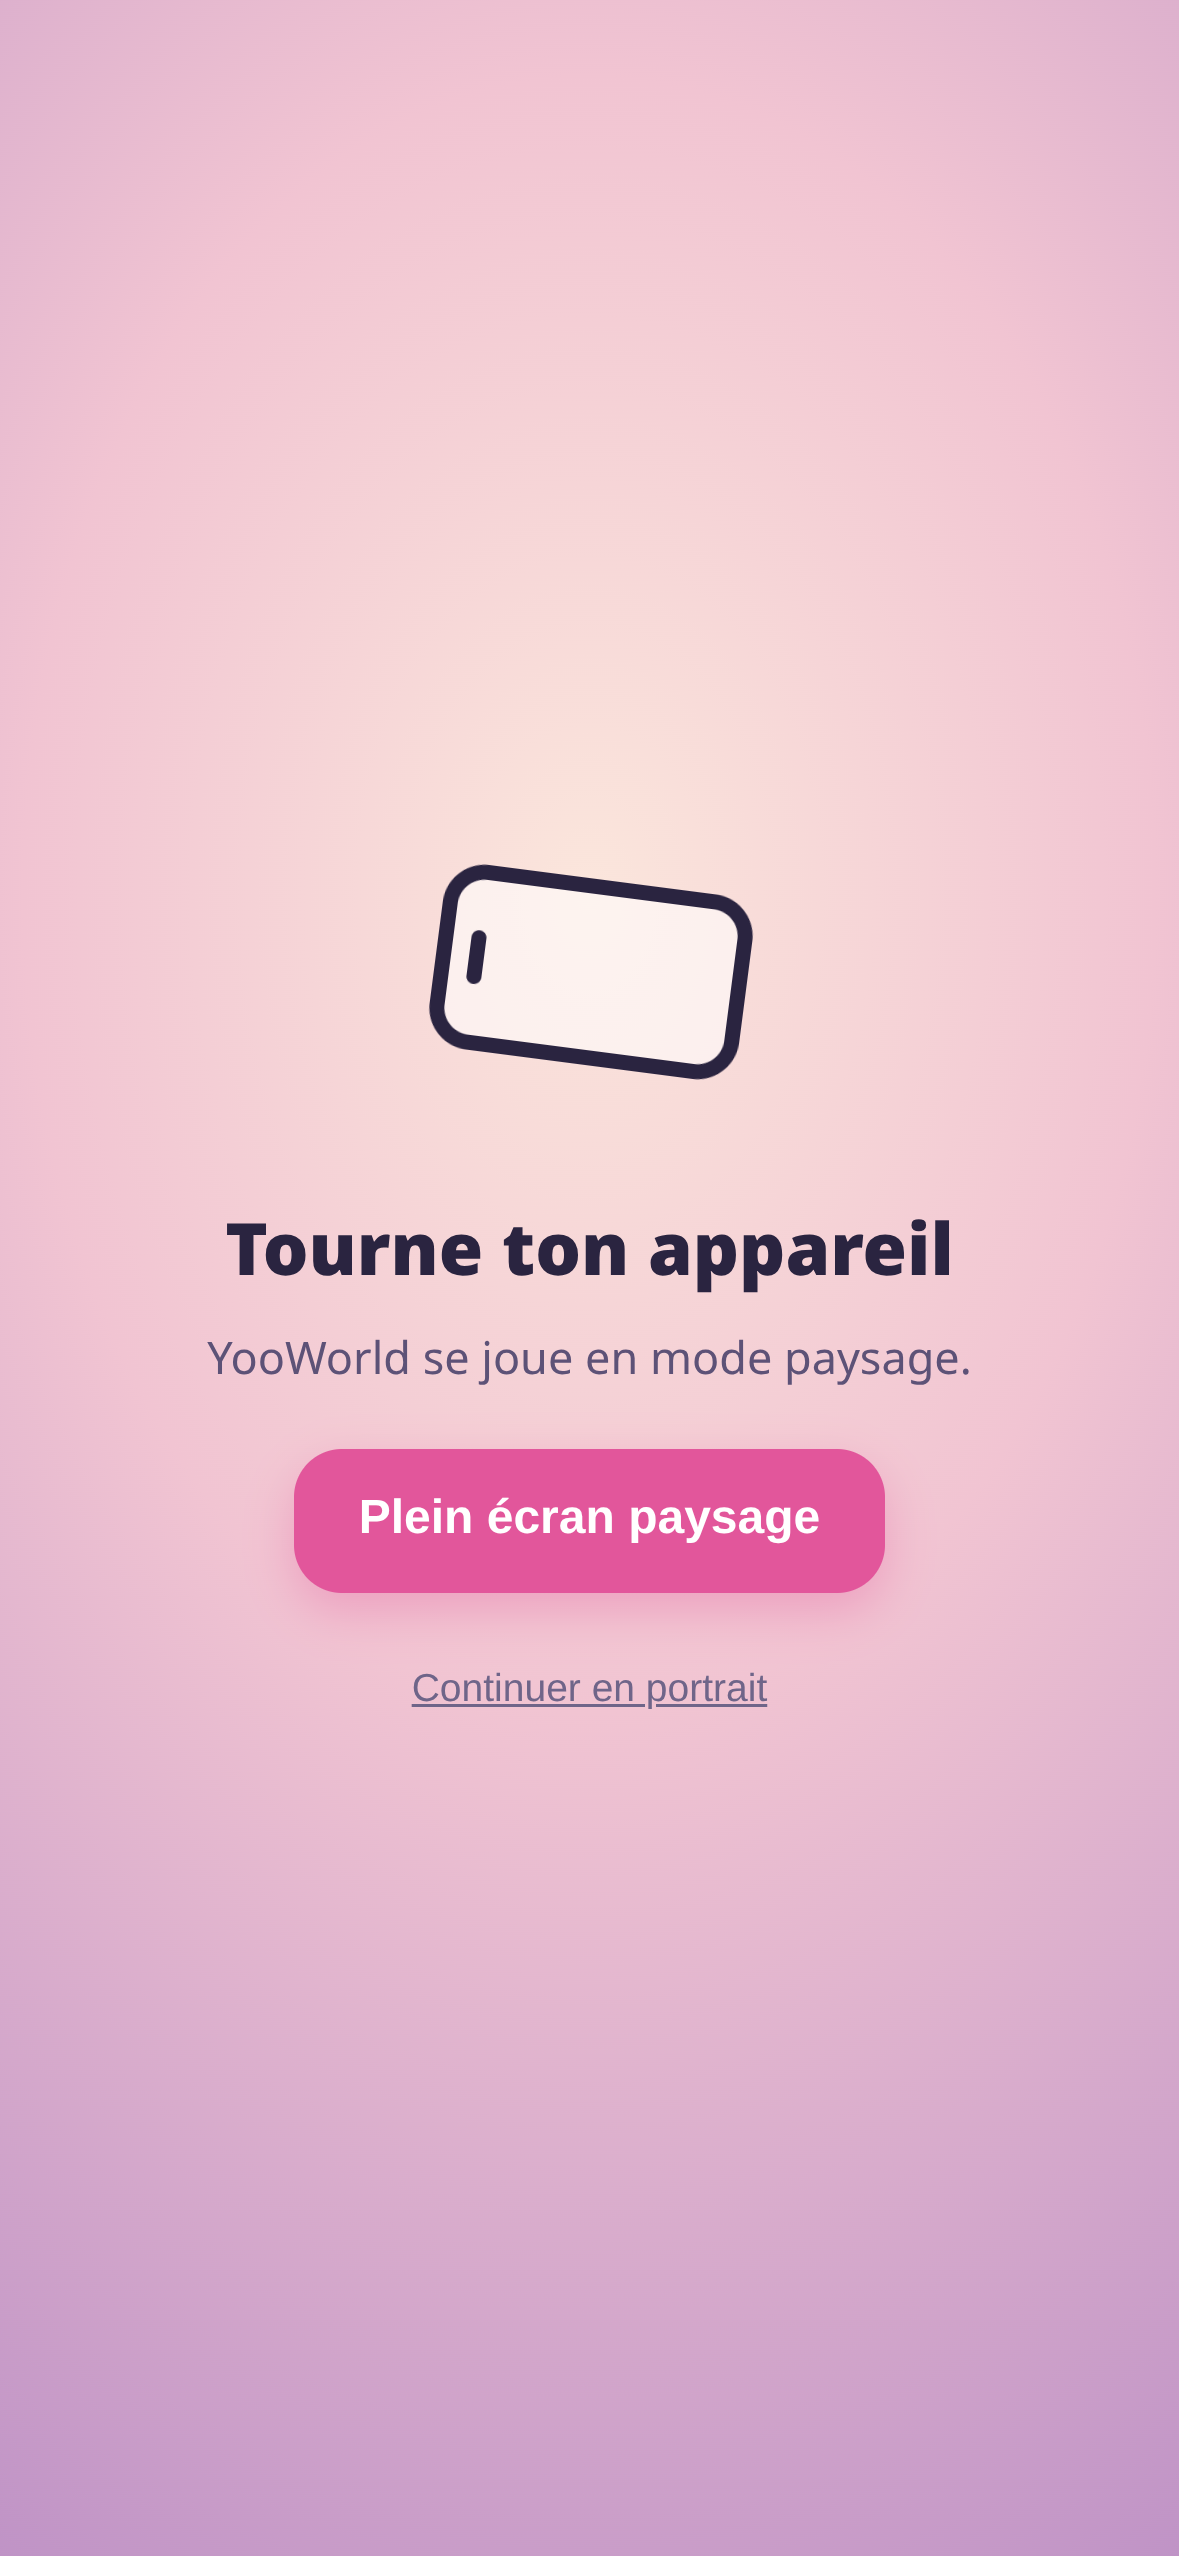 Tourne ton appareil
YooWorld se joue en mode paysage.
Plein écran paysage
Continuer en portrait